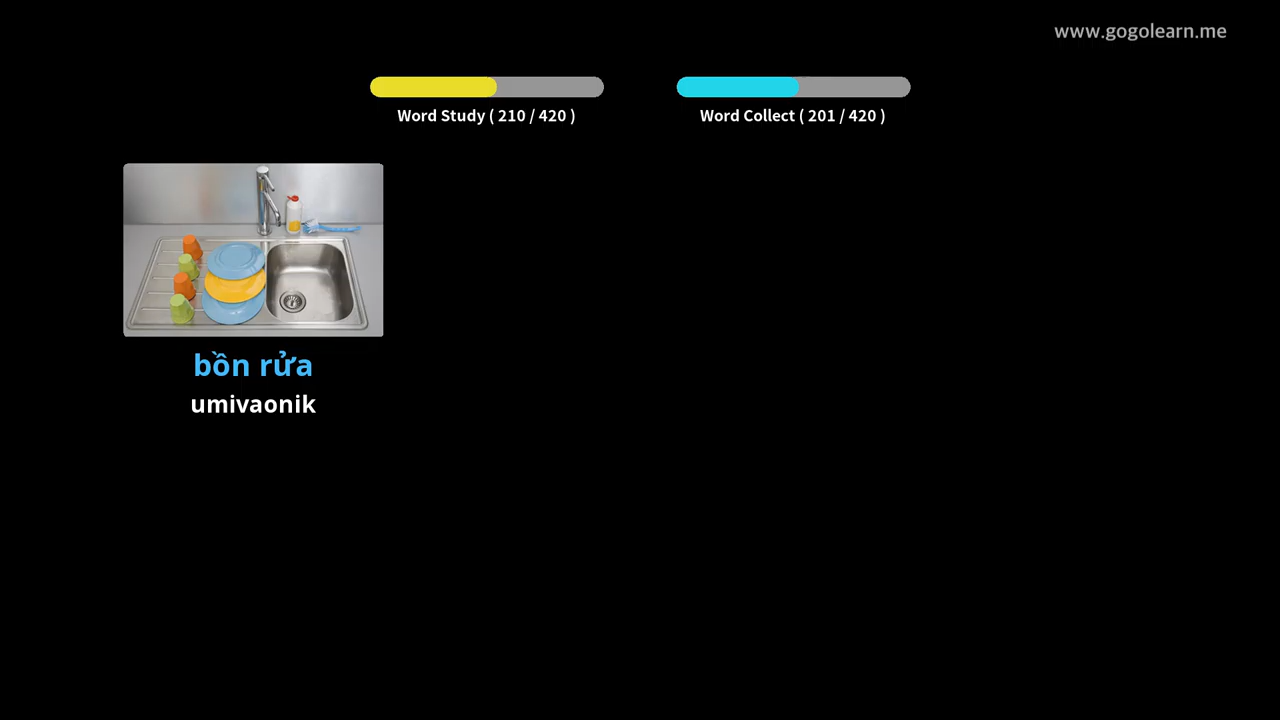 www.gogolearn.me
Word Study ( 210 / 420 )
Word Collect ( 201 / 420 )
bồn rửa
umivaonik